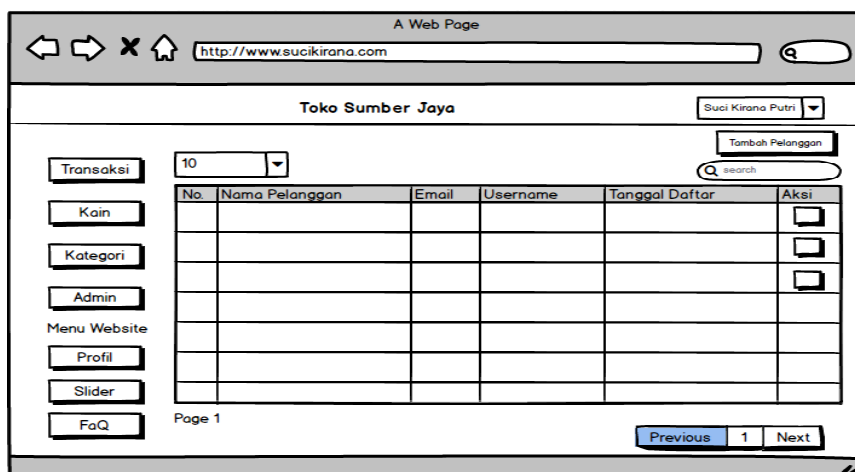 A Web Page
http://www.sucikirana.com
Toko Sumber Jaya
Suci Kirana Putri
Tambah Pelanggan
10
search
Transaksi
Kain
Kategori
Admin
Menu Website
Profil
Slider
FaQ
No. Nama Pelanggan Email Username Tanggal Daftar Aksi
Page 1
Previous 1 Next